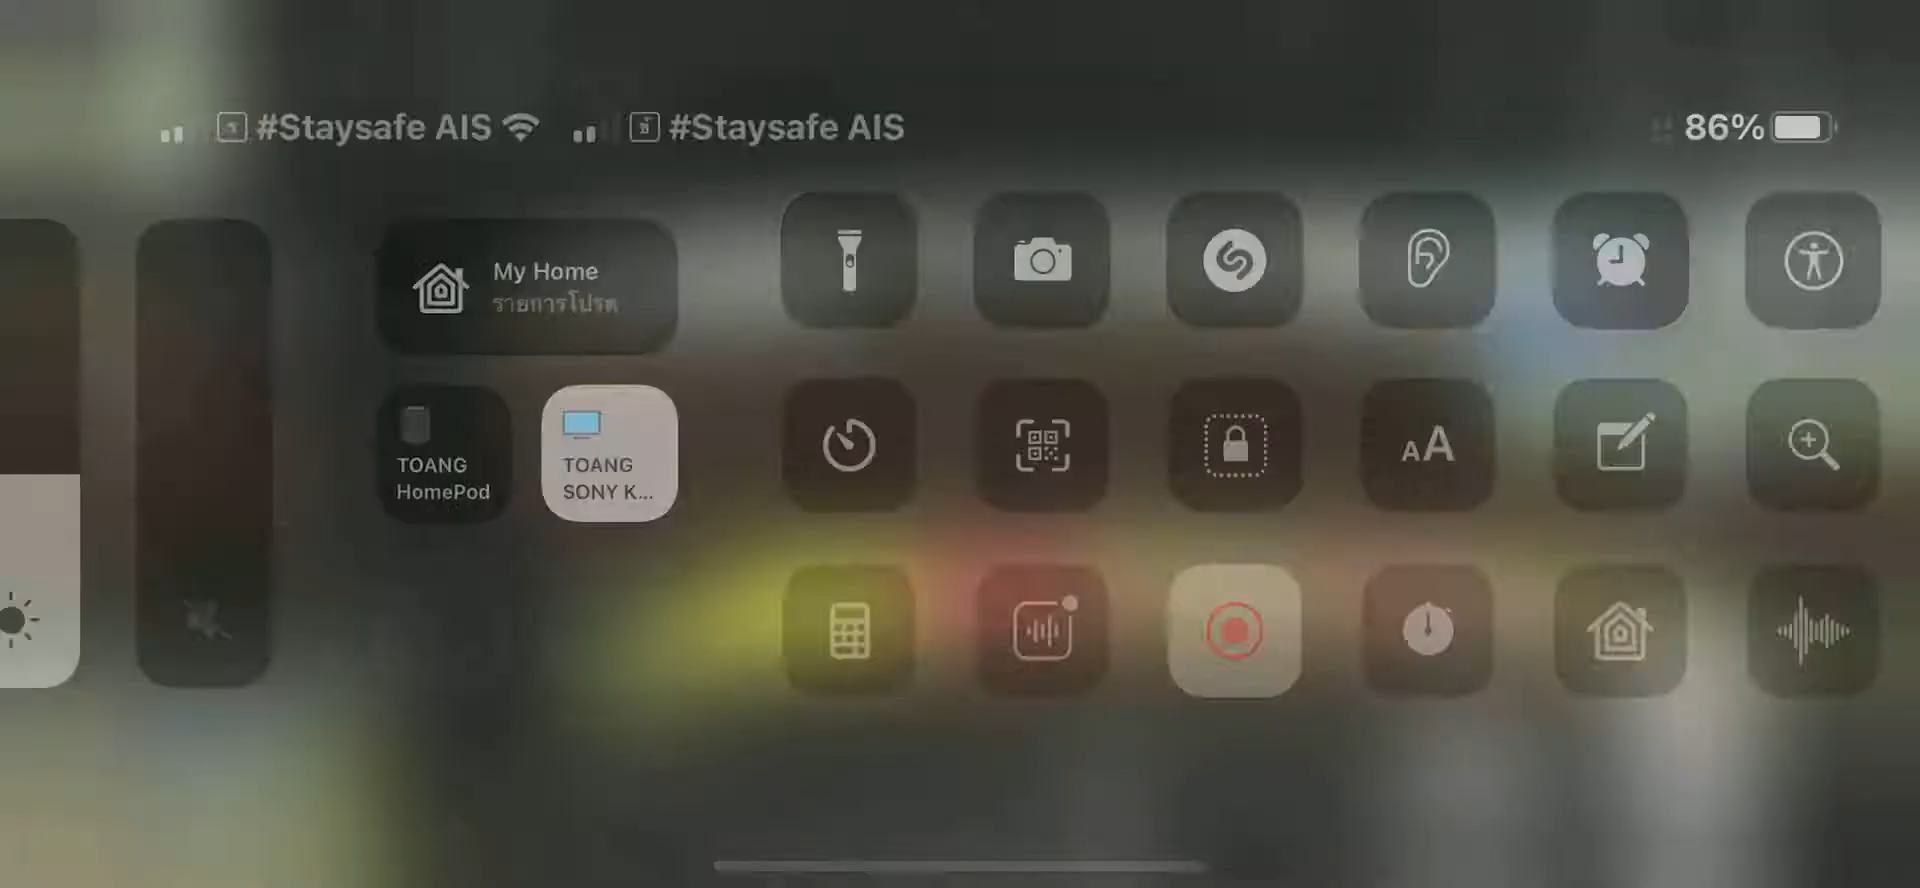 #Staysafe AIS #Staysafe AIS 86%
My Home
รายการโปรด
TOANG
HomePod
TOANG
SONY K...
AA